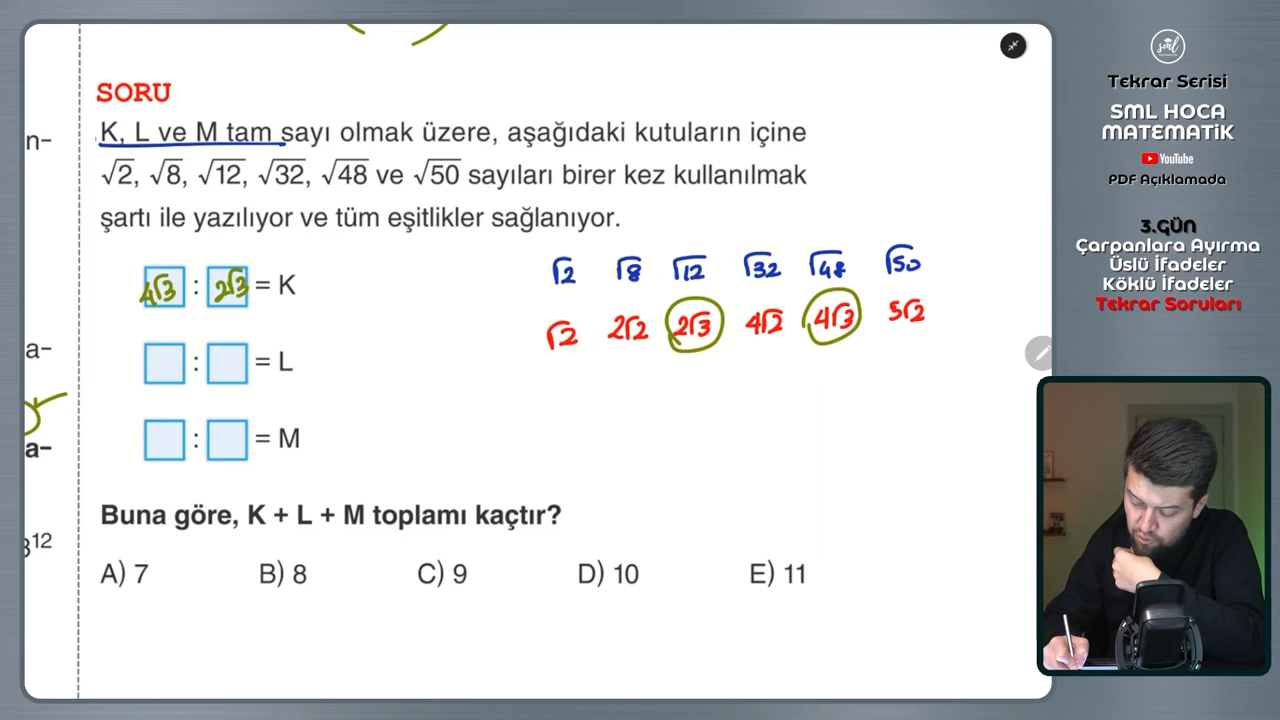 SORU
K, L ve M tam sayı olmak üzere, aşağıdaki kutuların içine
√2, √8, √12, √32, √48 ve √50 sayıları birer kez kullanılmak
şartı ile yazılıyor ve tüm eşitlikler sağlanıyor.
4√3 : 2√3 = K
: = L
: = M
√2 √8 √12 √32 √48 √50
√2 2√2 2√3 4√2 4√3 5√2
Buna göre, K + L + M toplamı kaçtır?
A) 7 B) 8 C) 9 D) 10 E) 11
n-
a-
a-
12
sml
Tekrar Serisi
SML HOCA
MATEMATİK
YouTube
PDF Açıklamada
3.GÜN
Çarpanlara Ayırma
Üslü İfadeler
Köklü İfadeler
Tekrar Soruları